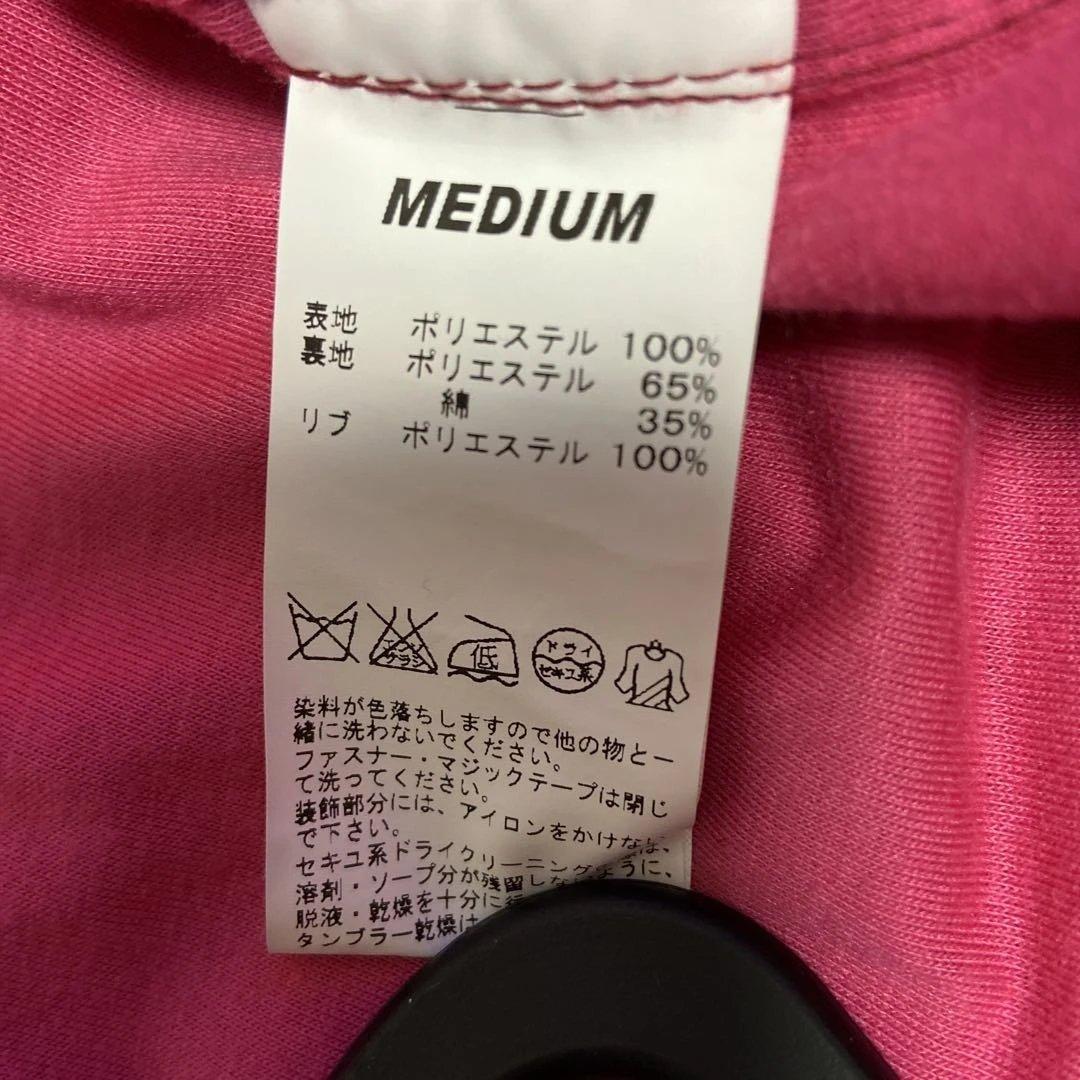 MEDIUM
表地 ポリエステル 100%
裏地 ポリエステル 65%
綿 35%
リブ ポリエステル 100%
エンソ サラシ 低 ドライ セキユ系
染料が色落ちしますので他の物と一
緒に洗わないでください。
ファスナー・マジックテープは閉じ
て洗ってください。
装飾部分には、アイロンをかけない
で下さい。
セキユ系ドライクリーニング
ように、
溶剤・ソープ分が残留しな
脱液・乾燥を十分に行
タンブラー乾燥は